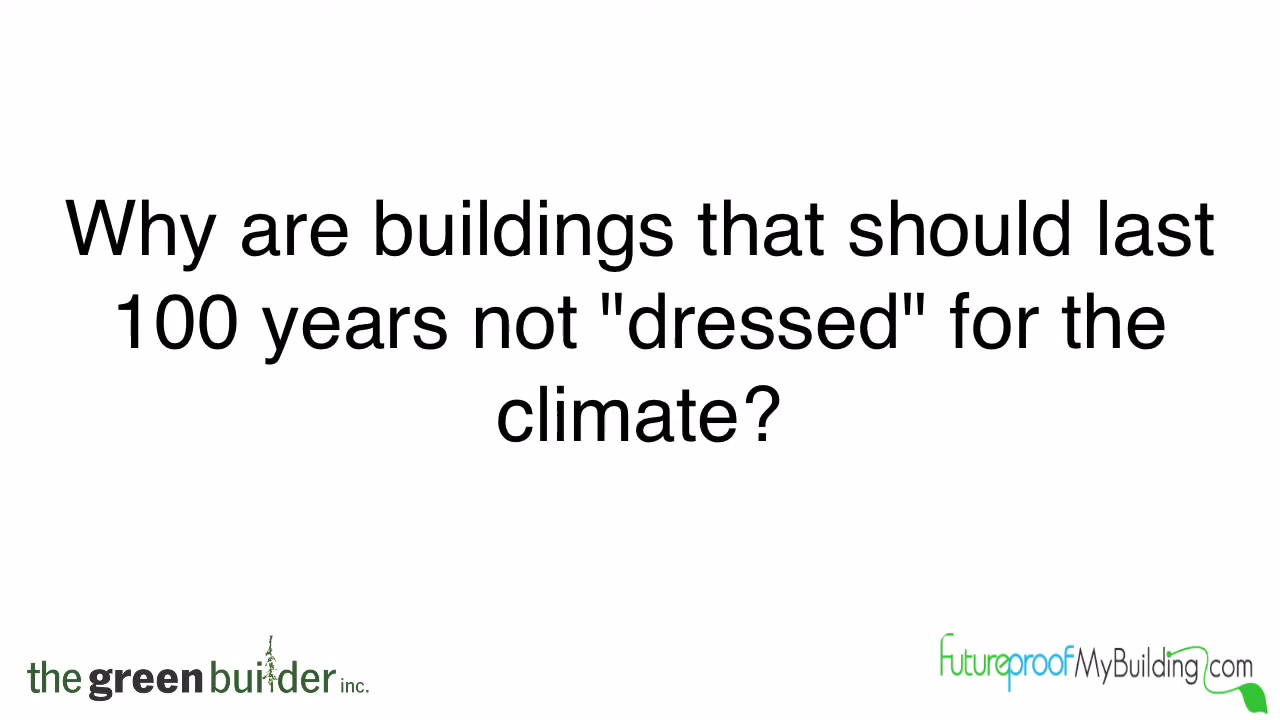 Why are buildings that should last
100 years not "dressed" for the
climate?
the green builder inc.
FutureproofMyBuilding.com